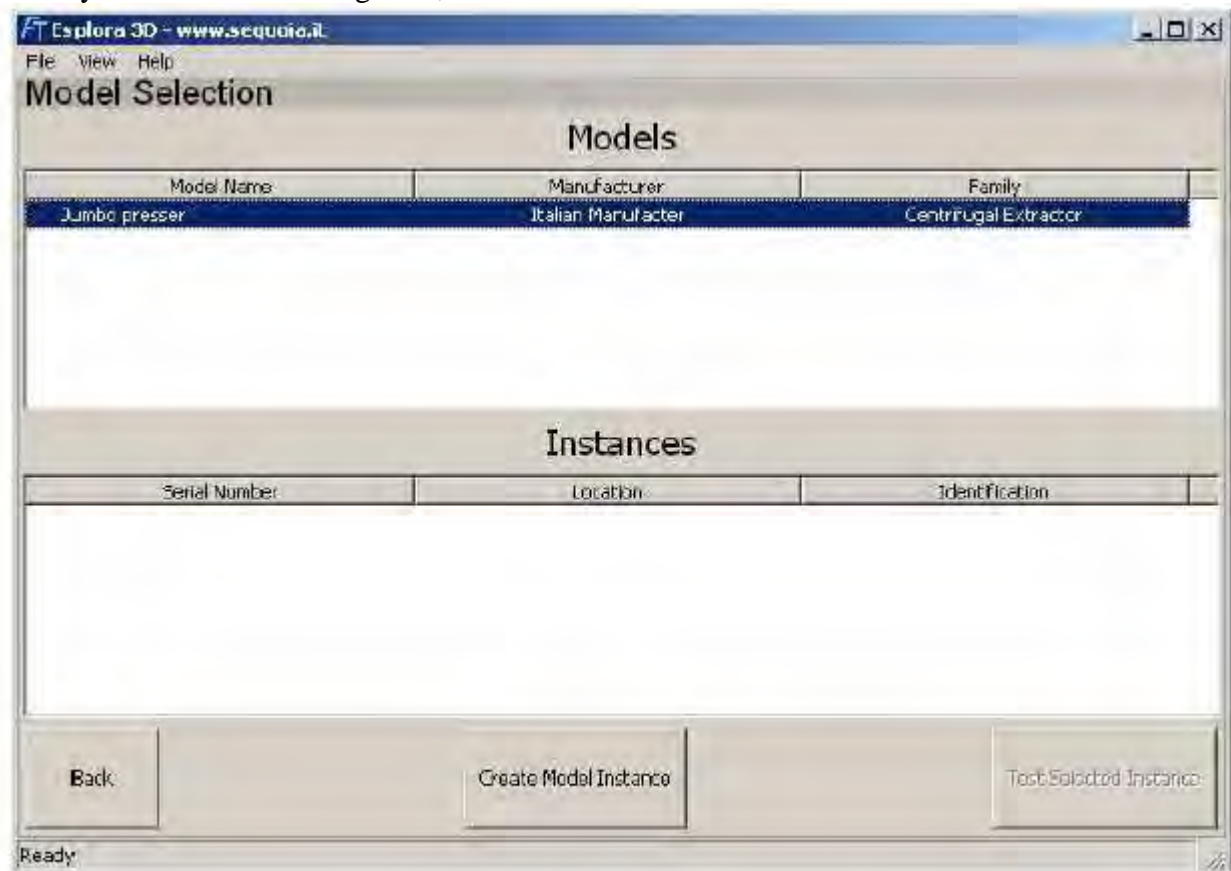 Esplora 3D - www.sequoia.it
File View Help
Model Selection
Models
Model Name Manufacturer Family
Jumbo presser Italian Manufacter Centrifugal Extractor
Instances
Serial Number Location Identification
Back Create Model Instance Test Selected Instance
Ready